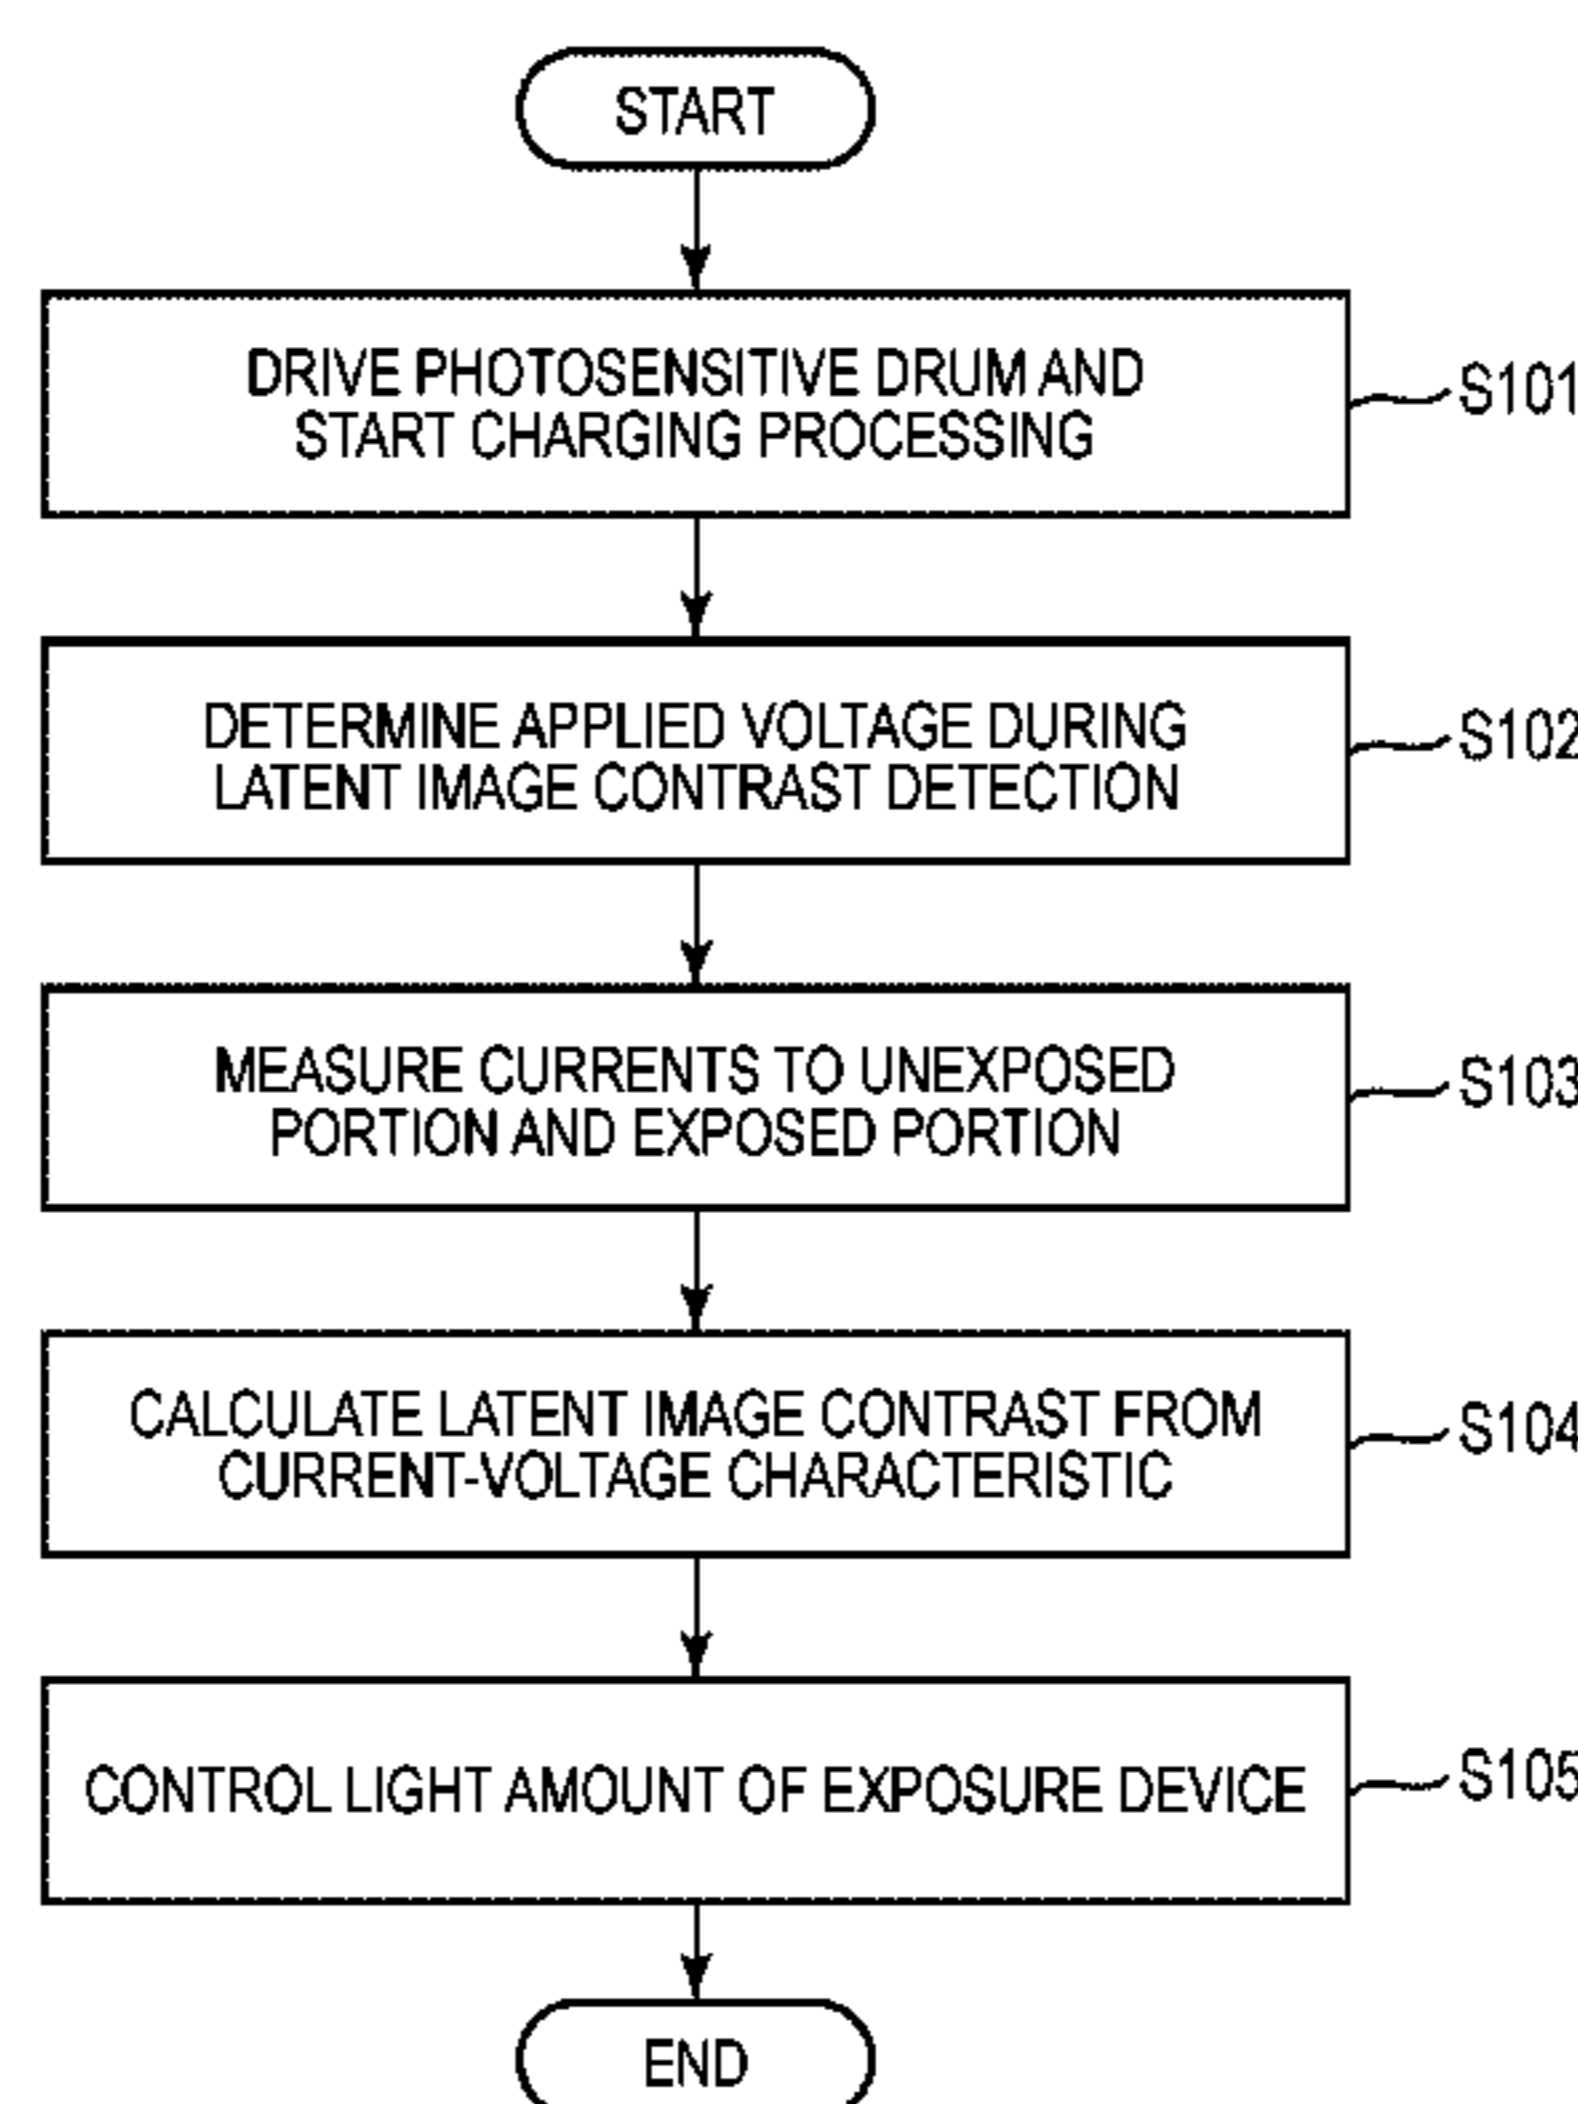 START
DRIVE PHOTOSENSITIVE DRUM AND
START CHARGING PROCESSING
S101
DETERMINE APPLIED VOLTAGE DURING
LATENT IMAGE CONTRAST DETECTION
S102
MEASURE CURRENTS TO UNEXPOSED
PORTION AND EXPOSED PORTION
S103
CALCULATE LATENT IMAGE CONTRAST FROM
CURRENT-VOLTAGE CHARACTERISTIC
S104
CONTROL LIGHT AMOUNT OF EXPOSURE DEVICE
S105
END